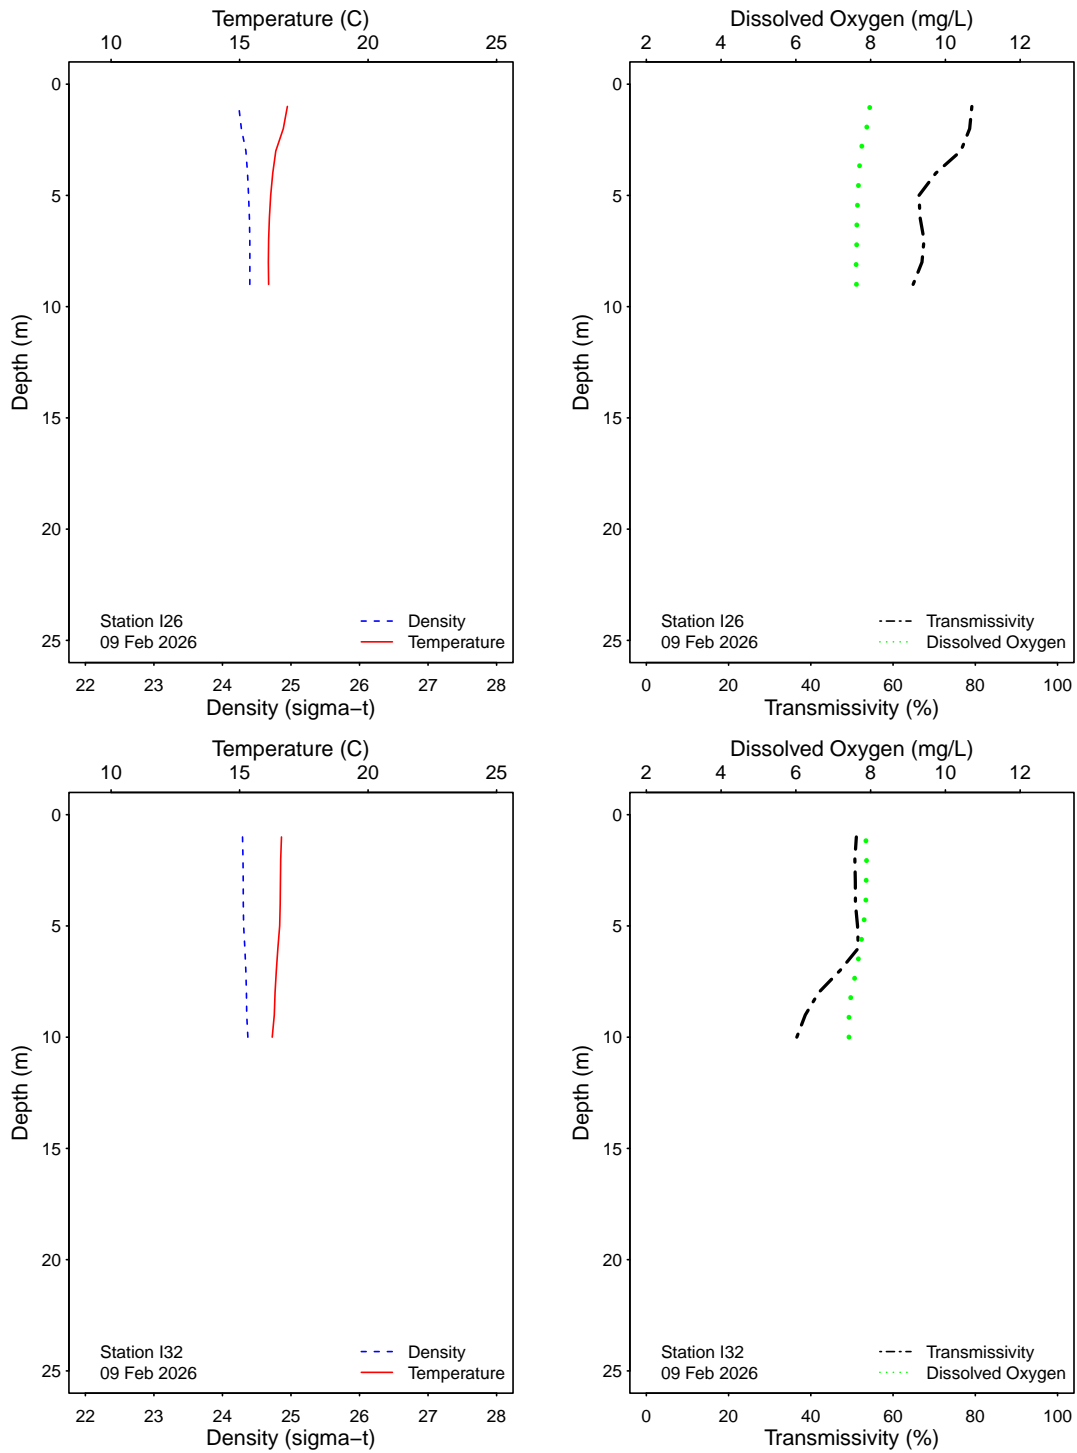 Temperature (C)
10 15 20 25
0
5
10
15
20
25
Depth (m)
Station I26
09 Feb 2026
Density
Temperature
22 23 24 25 26 27 28
Density (sigma−t)
Dissolved Oxygen (mg/L)
2 4 6 8 10 12
0
5
10
15
20
25
Depth (m)
Station I26
09 Feb 2026
Transmissivity
Dissolved Oxygen
0 20 40 60 80 100
Transmissivity (%)
Temperature (C)
10 15 20 25
0
5
10
15
20
25
Depth (m)
Station I32
09 Feb 2026
Density
Temperature
22 23 24 25 26 27 28
Density (sigma−t)
Dissolved Oxygen (mg/L)
2 4 6 8 10 12
0
5
10
15
20
25
Depth (m)
Station I32
09 Feb 2026
Transmissivity
Dissolved Oxygen
0 20 40 60 80 100
Transmissivity (%)